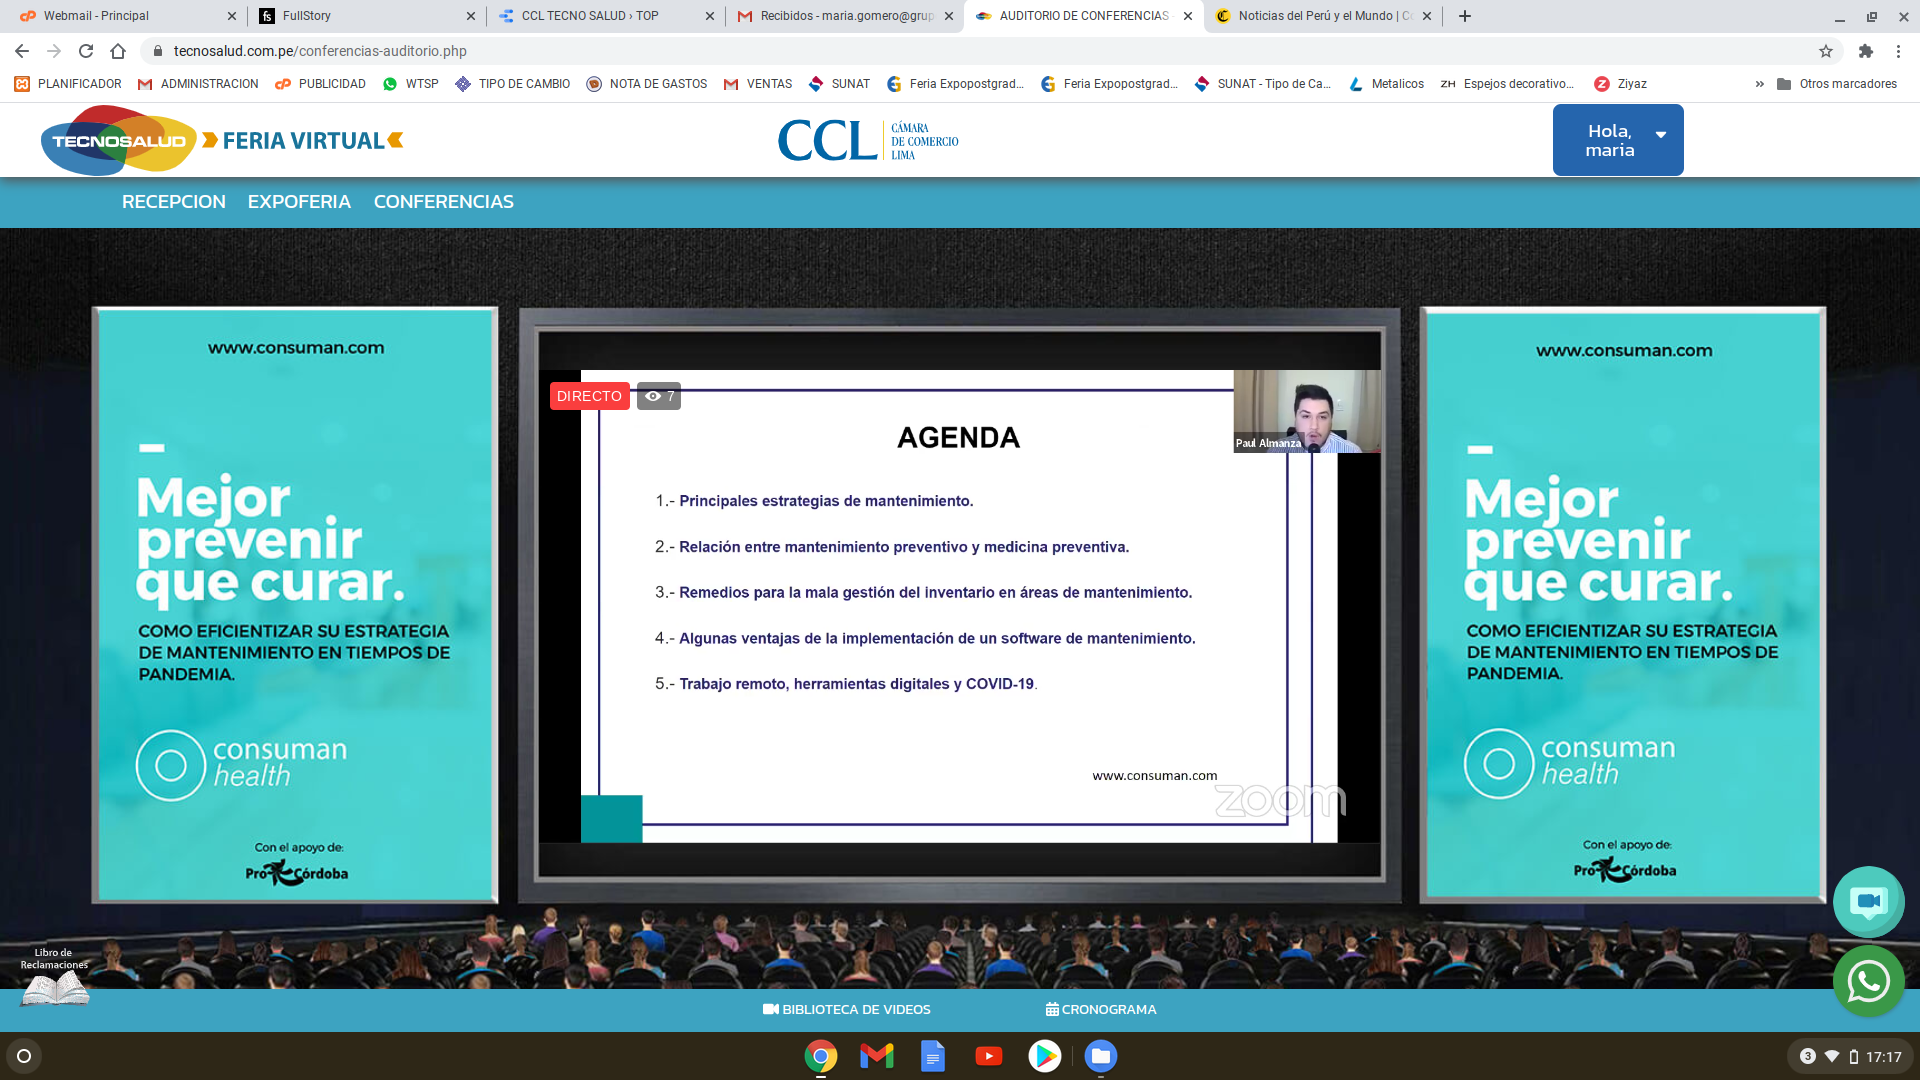 Webmail - Principal
FullStory
CCL TECNO SALUD › TOP
Recibidos - maria.gomero@grup
AUDITORIO DE CONFERENCIAS
Noticias del Perú y el Mundo | Co
tecnosalud.com.pe/conferencias-auditorio.php
PLANIFICADOR
ADMINISTRACION
PUBLICIDAD
WTSP
TIPO DE CAMBIO
NOTA DE GASTOS
VENTAS
SUNAT
Feria Expopostgrad...
Feria Expopostgrad...
SUNAT - Tipo de Ca...
Metalicos
ZH Espejos decorativo...
Ziyaz
» Otros marcadores
TECNOSALUD
FERIA VIRTUAL
CCL
CÁMARA
DE COMERCIO
LIMA
Hola,
maria
RECEPCION
EXPOFERIA
CONFERENCIAS
www.consuman.com
Mejor
prevenir
que curar.
COMO EFICIENTIZAR SU ESTRATEGIA
DE MANTENIMIENTO EN TIEMPOS DE
PANDEMIA.
consuman
health
Con el apoyo de:
Pro Córdoba
DIRECTO
7
Paul Almanza
AGENDA
1.- Principales estrategias de mantenimiento.
2.- Relación entre mantenimiento preventivo y medicina preventiva.
3.- Remedios para la mala gestión del inventario en áreas de mantenimiento.
4.- Algunas ventajas de la implementación de un software de mantenimiento.
5.- Trabajo remoto, herramientas digitales y COVID-19.
www.consuman.com
zoom
www.consuman.com
Mejor
prevenir
que curar.
COMO EFICIENTIZAR SU ESTRATEGIA
DE MANTENIMIENTO EN TIEMPOS DE
PANDEMIA.
consuman
health
Con el apoyo de:
Pro Córdoba
Libro de
Reclamaciones
BIBLIOTECA DE VIDEOS
CRONOGRAMA
3
17:17